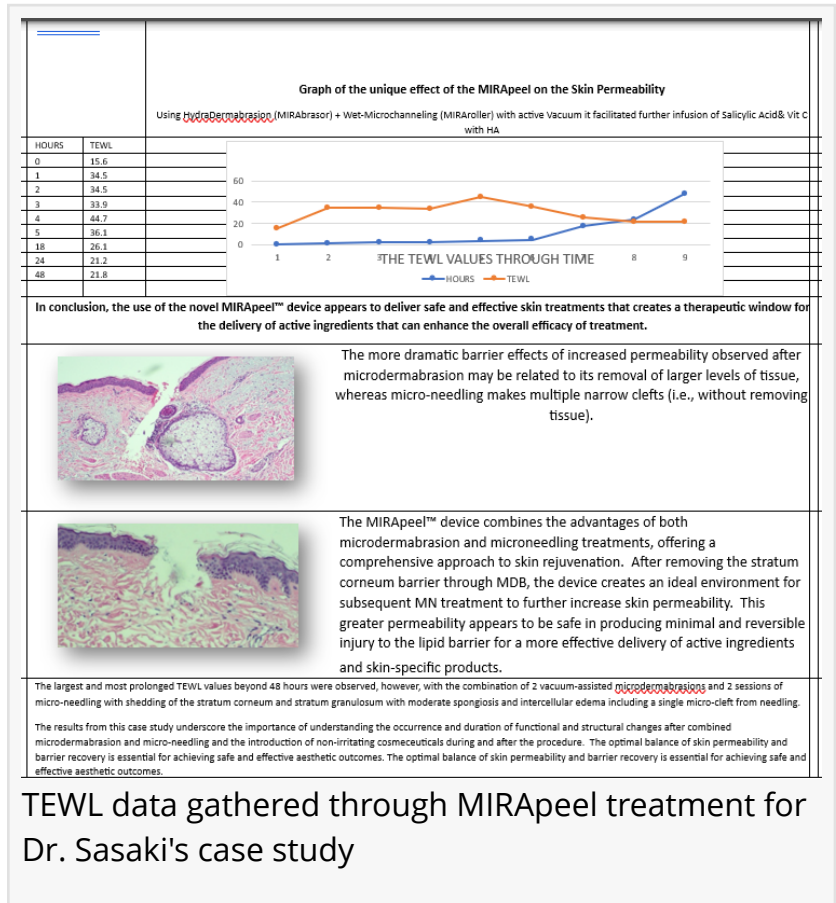 Graph of the unique effect of the MIRApeel on the Skin Permeability
Using HydraDermabrasion (MIRAbrasor) + Wet-Microchanneling (MIRAroller) with active Vacuum it facilitated further infusion of Salicylic Acid& Vit C
with HA
HOURS TEWL
0 15.6
1 34.5
2 34.5
3 33.9
4 44.7
5 36.1
18 26.1
24 21.2
48 21.8
60
40
20
0
1 2 3 4 5 6 7 8 9
THE TEWL VALUES THROUGH TIME
HOURS TEWL
In conclusion, the use of the novel MIRApeel™ device appears to deliver safe and effective skin treatments that creates a therapeutic window for
the delivery of active ingredients that can enhance the overall efficacy of treatment.
The more dramatic barrier effects of increased permeability observed after
microdermabrasion may be related to its removal of larger levels of tissue,
whereas micro-needling makes multiple narrow clefts (i.e., without removing
tissue).
The MIRApeel™ device combines the advantages of both
microdermabrasion and microneedling treatments, offering a
comprehensive approach to skin rejuvenation. After removing the stratum
corneum barrier through MDB, the device creates an ideal environment for
subsequent MN treatment to further increase skin permeability. This
greater permeability appears to be safe in producing minimal and reversible
injury to the lipid barrier for a more effective delivery of active ingredients
and skin-specific products.
The largest and most prolonged TEWL values beyond 48 hours were observed, however, with the combination of 2 vacuum-assisted microdermabrasions and 2 sessions of
micro-needling with shedding of the stratum corneum and stratum granulosum with moderate spongiosis and intercellular edema including a single micro-cleft from needling.
The results from this case study underscore the importance of understanding the occurrence and duration of functional and structural changes after combined
microdermabrasion and micro-needling and the introduction of non-irritating cosmeceuticals during and after the procedure. The optimal balance of skin permeability and
barrier recovery is essential for achieving safe and effective aesthetic outcomes. The optimal balance of skin permeability and barrier recovery is essential for achieving safe and
effective aesthetic outcomes.
TEWL data gathered through MIRApeel treatment for
Dr. Sasaki's case study